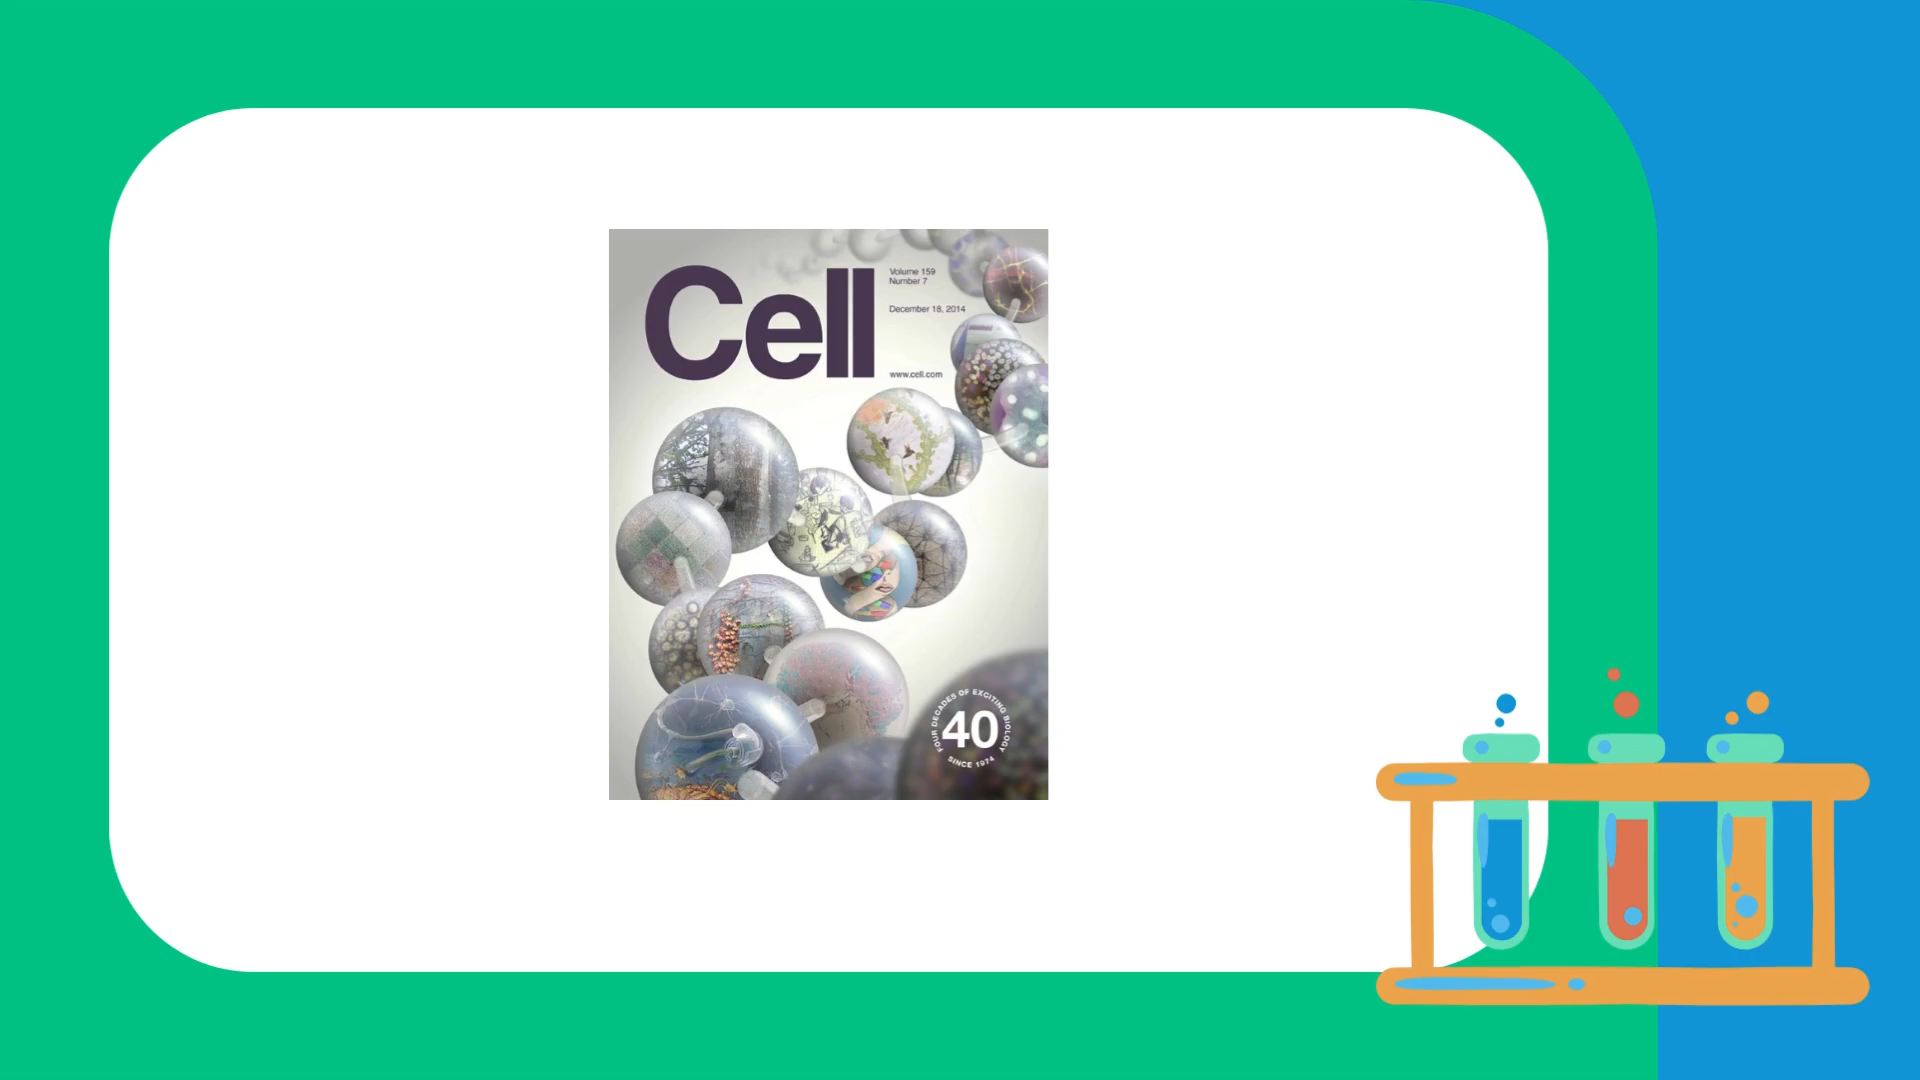 Cell
Volume 159
Number 7
December 18, 2014
www.cell.com
FOUR DECADES OF EXCITING BIOLOGY
40
SINCE 1974